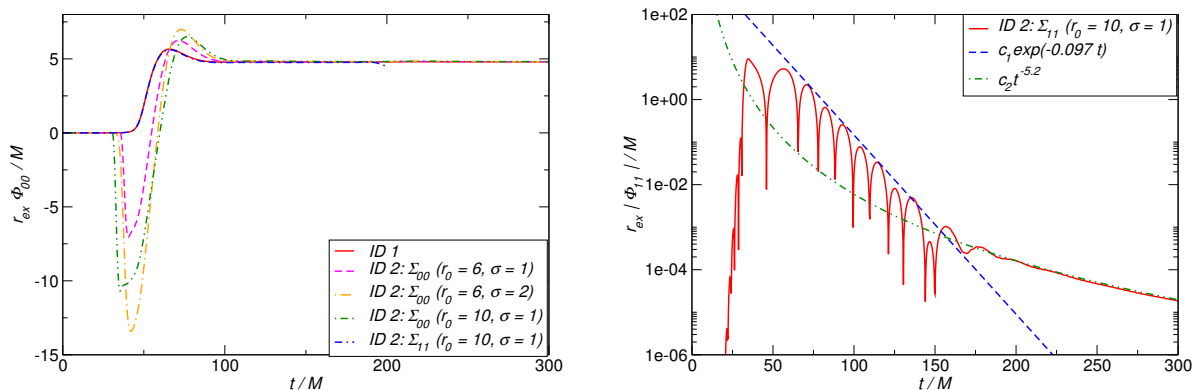 5
0
-5
-10
-15
r_ex Φ_00 / M
0 50 100 150 200 250 300
t / M
ID 1
ID 2: Σ_00 (r_0 = 6, σ = 1)
ID 2: Σ_00 (r_0 = 6, σ = 2)
ID 2: Σ_00 (r_0 = 10, σ = 1)
ID 2: Σ_11 (r_0 = 10, σ = 1)
1e+02
1e+00
1e-02
1e-04
1e-06
r_ex | Φ_11 | / M
0 50 100 150 200 250 300
t / M
ID 2: Σ_11 (r_0 = 10, σ = 1)
c_1 exp(-0.097 t)
c_2 t^-5.2